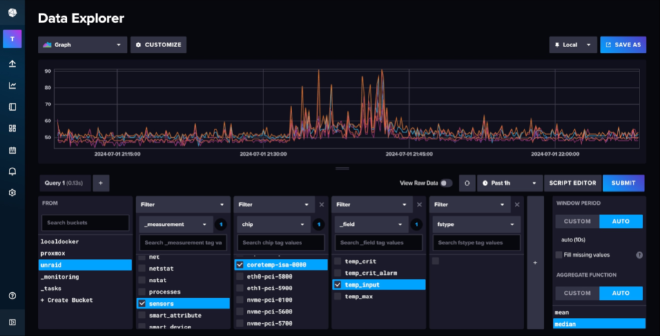 Data Explorer
T
Graph
CUSTOMIZE
Local
SAVE AS
90
80
70
60
50
2024-07-01 21:15:00
2024-07-01 21:30:00
2024-07-01 21:45:00
2024-07-01 22:00:00
Query 1 (0.13s)
+
View Raw Data
Past 1h
SCRIPT EDITOR
SUBMIT
FROM
Search buckets
localdocker
proxmox
unraid
_monitoring
_tasks
+ Create Bucket
Filter
_measurement
1
Search _measurement tag va
net
netstat
nstat
processes
sensors
smart_attribute
smart_device
Filter
chip
1
Search chip tag values
coretemp-isa-0000
eth0-pci-5800
eth1-pci-5900
nvme-pci-0100
nvme-pci-5600
nvme-pci-5700
Filter
_field
1
Search _field tag values
temp_crit
temp_crit_alarm
temp_input
temp_max
Filter
fstype
Search fstype tag values
+
WINDOW PERIOD
CUSTOM
AUTO
auto (10s)
Fill missing values
?
AGGREGATE FUNCTION
CUSTOM
AUTO
mean
median